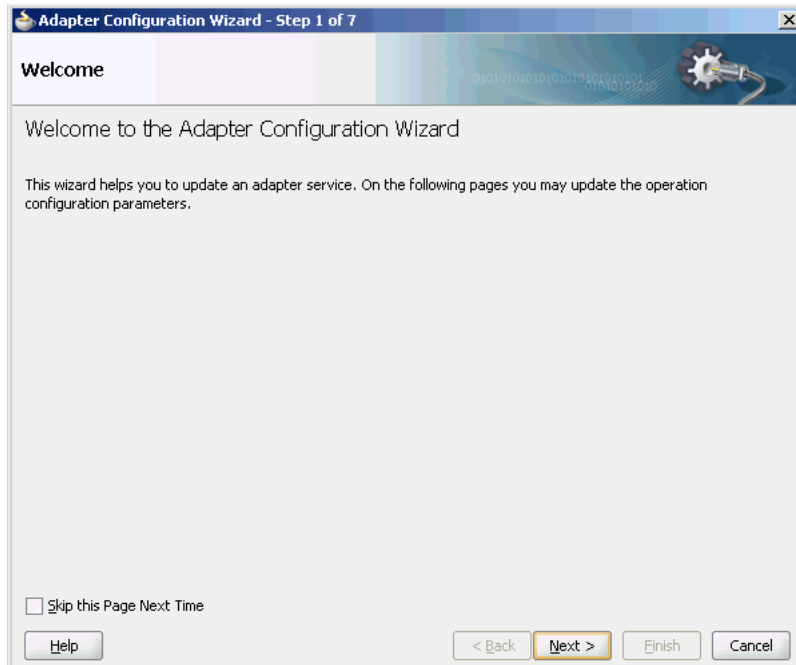 Adapter Configuration Wizard - Step 1 of 7
Welcome
Welcome to the Adapter Configuration Wizard
This wizard helps you to update an adapter service. On the following pages you may update the operation
configuration parameters.
Skip this Page Next Time
Help
< Back
Next >
Finish
Cancel